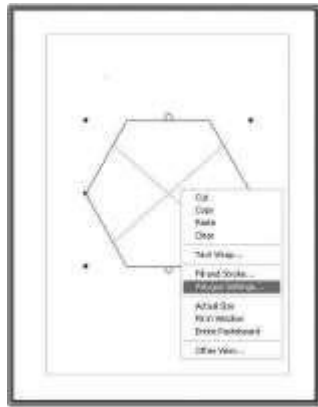 Cut
Copy
Paste
Clear
Text Wrap...
Fill and Stroke...
Polygon Settings...
Actual Size
Fit in Window
Entire Pasteboard
Other View...